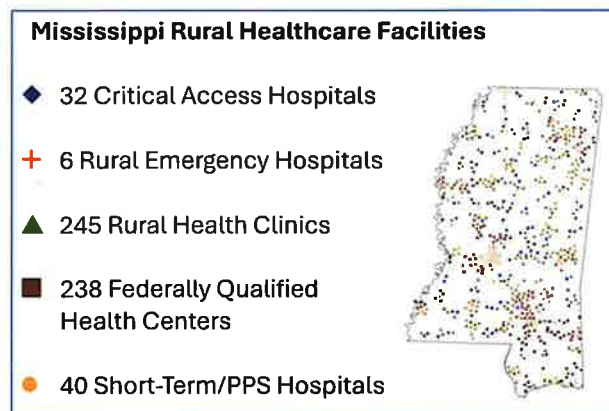 Mississippi Rural Healthcare Facilities
32 Critical Access Hospitals
6 Rural Emergency Hospitals
245 Rural Health Clinics
238 Federally Qualified
Health Centers
40 Short-Term/PPS Hospitals